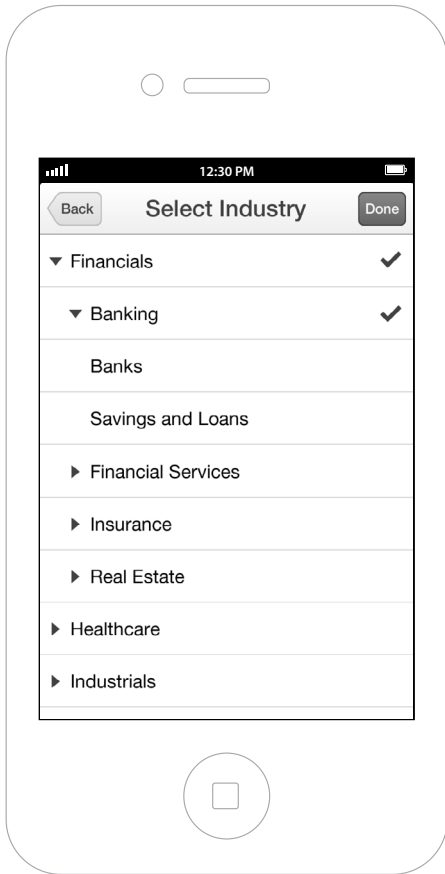 12:30 PM
Back Select Industry Done
Financials
Banking
Banks
Savings and Loans
Financial Services
Insurance
Real Estate
Healthcare
Industrials